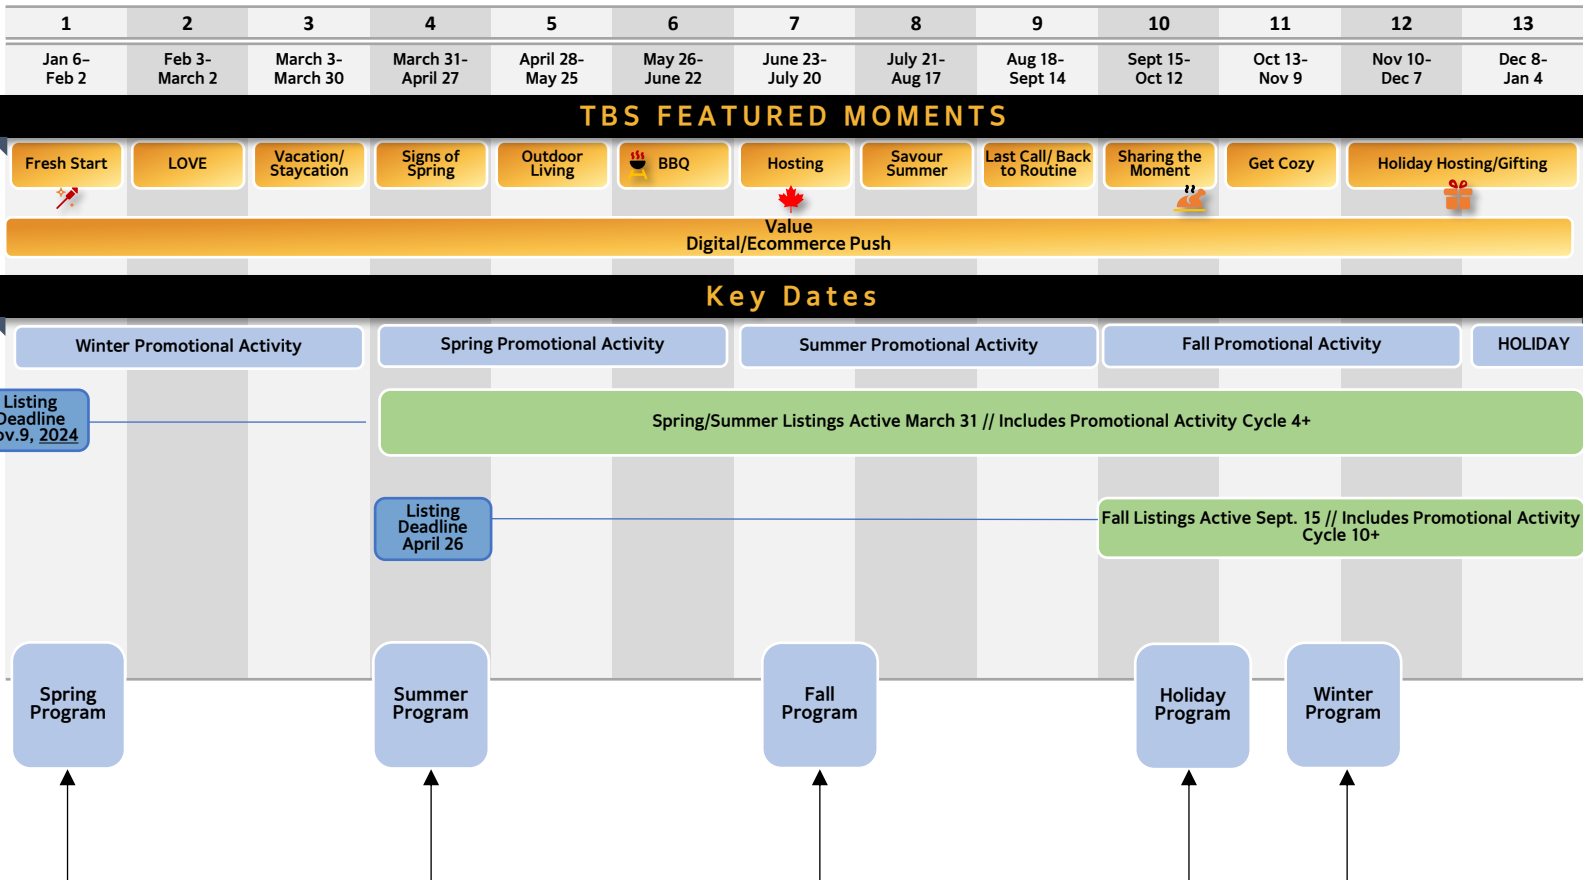 1 2 3 4 5 6 7 8 9 10 11 12 13
Jan 6– Feb 3- March 3- March 31- April 28– May 26- June 23- July 21- Aug 18- Sept 15- Oct 13- Nov 10- Dec 8-
Feb 2 March 2 March 30 April 27 May 25 June 22 July 20 Aug 17 Sept 14 Oct 12 Nov 9 Dec 7 Jan 4
TBS FEATURED MOMENTS
Fresh Start
LOVE
Vacation/
Staycation
Signs of
Spring
Outdoor
Living
BBQ
Hosting
Savour
Summer
Last Call/ Back
to Routine
Sharing the
Moment
Get Cozy
Holiday Hosting/Gifting
Value
Digital/Ecommerce Push
Key Dates
Winter Promotional Activity
Spring Promotional Activity
Summer Promotional Activity
Fall Promotional Activity
HOLIDAY
Listing
Deadline
ov.9, 2024
Spring/Summer Listings Active March 31 // Includes Promotional Activity Cycle 4+
Listing
Deadline
April 26
Fall Listings Active Sept. 15 // Includes Promotional Activity
Cycle 10+
Spring
Program
Summer
Program
Fall
Program
Holiday
Program
Winter
Program